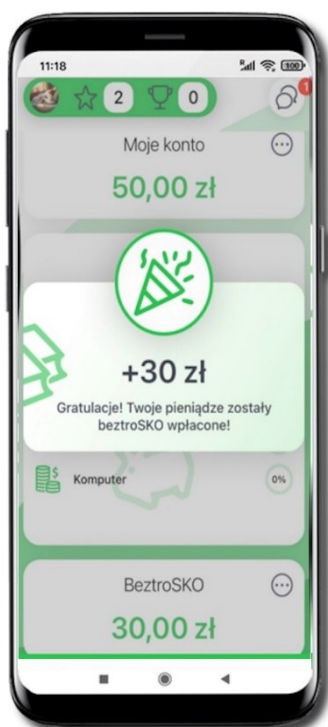 11:18
R
100
2
0
1
Moje konto
50,00 zł
+30 zł
Gratulacje! Twoje pieniądze zostały
beztroSKO wpłacone!
$
Komputer
0%
BeztroSKO
30,00 zł